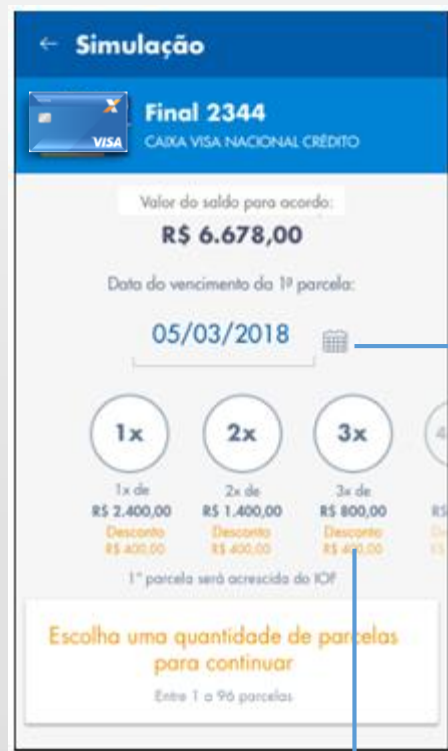 ← Simulação
X
VISA
Final 2344
CAIXA VISA NACIONAL CRÉDITO
Valor do saldo para acordo:
R$ 6.678,00
Data do vencimento da 1ª parcela:
05/03/2018
1x 2x 3x
1x de 2x de 3x de
R$ 2.400,00 R$ 1.400,00 R$ 800,00
Desconto Desconto Desconto
R$ 400,00 R$ 400,00 R$ 400,00
1ª parcela será acrescida do IOF
Escolha uma quantidade de parcelas
para continuar
Entre 1 a 96 parcelas